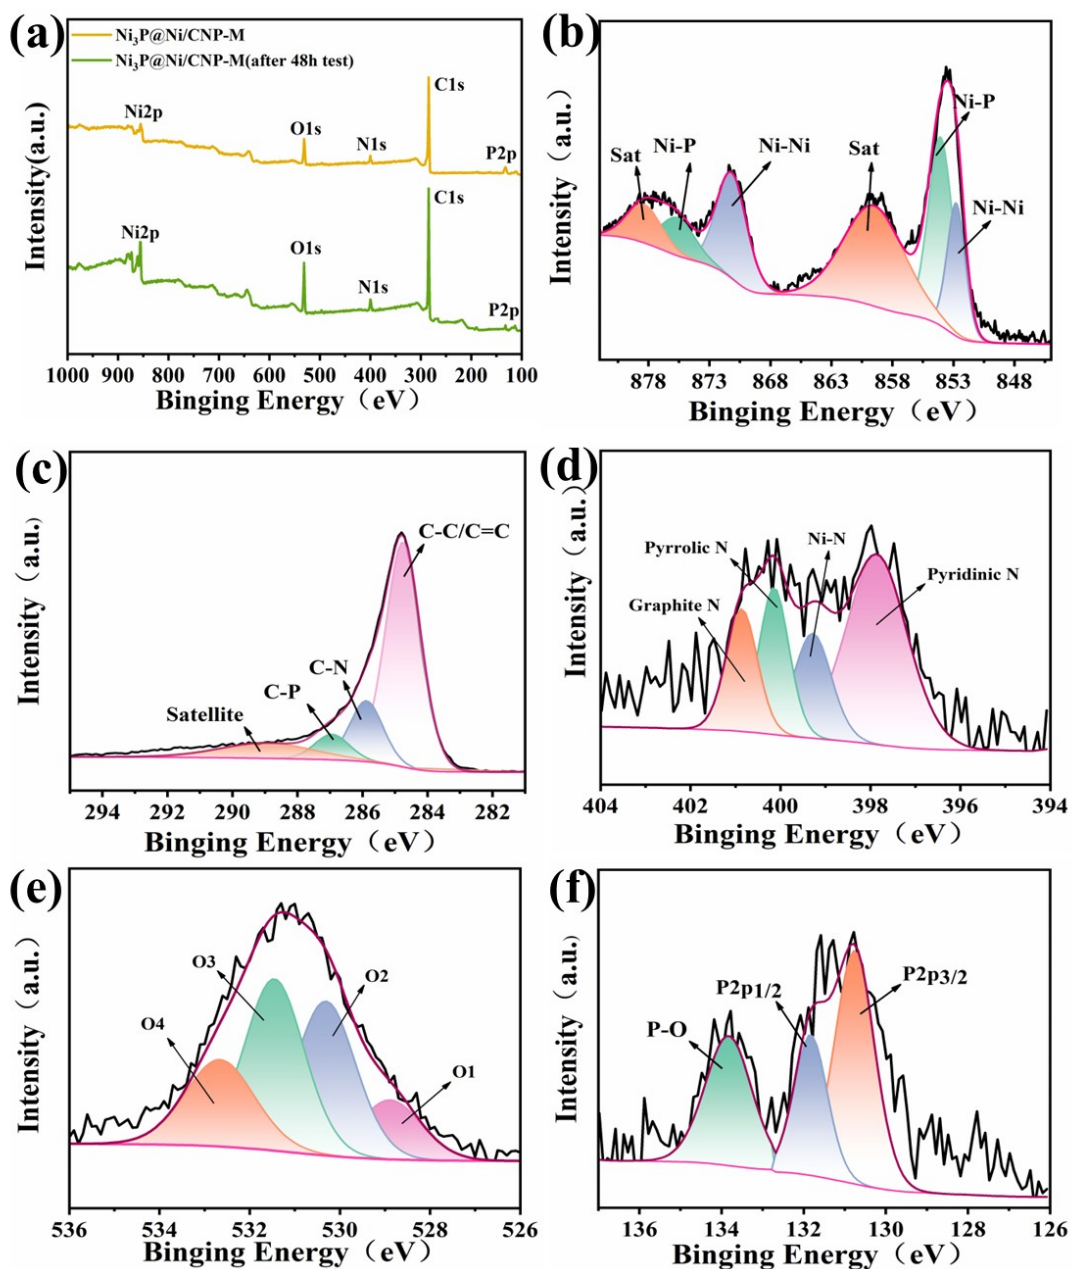 (a)
Ni₃P@Ni/CNP-M
Ni₃P@Ni/CNP-M(after 48h test)
C1s
Ni2p
O1s
N1s
P2p
C1s
Ni2p
O1s
N1s
P2p
Intensity(a.u.)
1000 900 800 700 600 500 400 300 200 100
Binging Energy（eV）
(b)
Ni-P
Sat
Ni-P
Ni-Ni
Sat
Ni-Ni
Intensity（a.u.）
878 873 868 863 858 853 848
Binging Energy（eV）
(c)
C-C/C=C
C-N
C-P
Satellite
Intensity（a.u.）
294 292 290 288 286 284 282
Binging Energy（eV）
(d)
Pyrrolic N
Ni-N
Pyridinic N
Graphite N
Intensity（a.u.）
404 402 400 398 396 394
Binging Energy（eV）
(e)
O3
O2
O4
O1
Intensity（a.u.）
536 534 532 530 528 526
Binging Energy（eV）
(f)
P2p1/2
P2p3/2
P-O
Intensity（a.u.）
136 134 132 130 128 126
Binging Energy（eV）